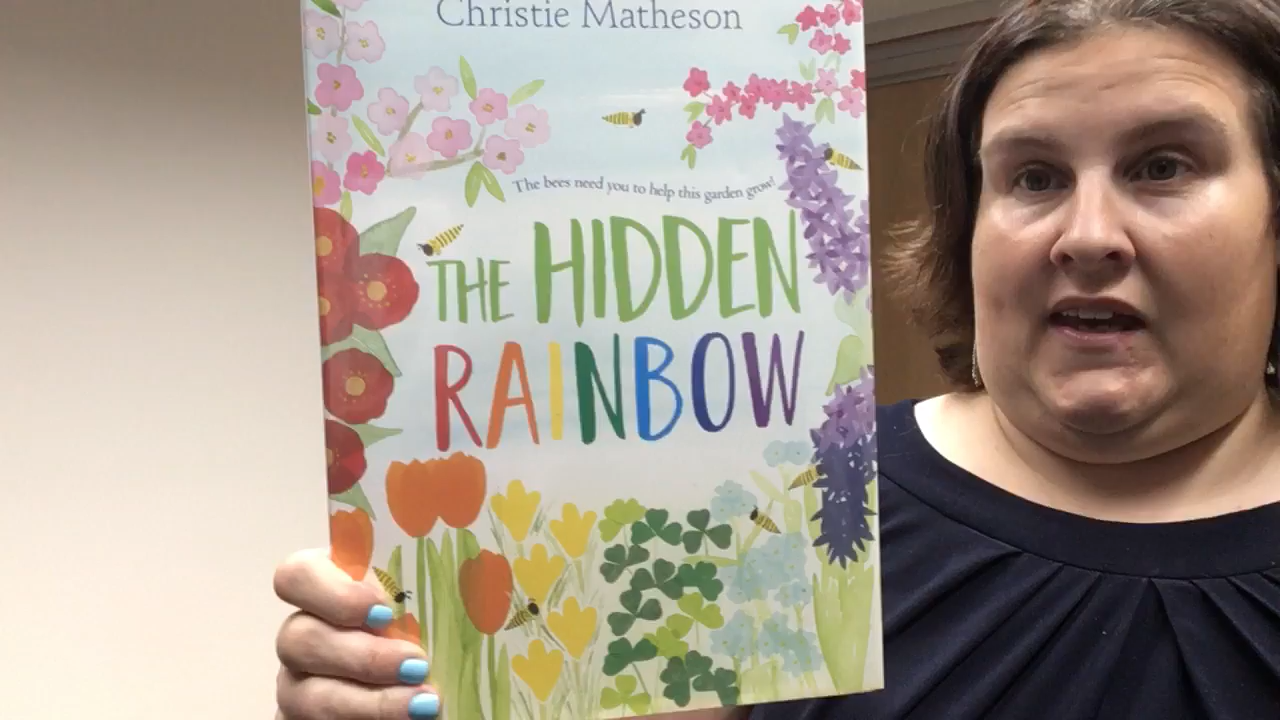 Christie Matheson
The bees need you to help this garden grow!
THE HIDDEN
RAINBOW